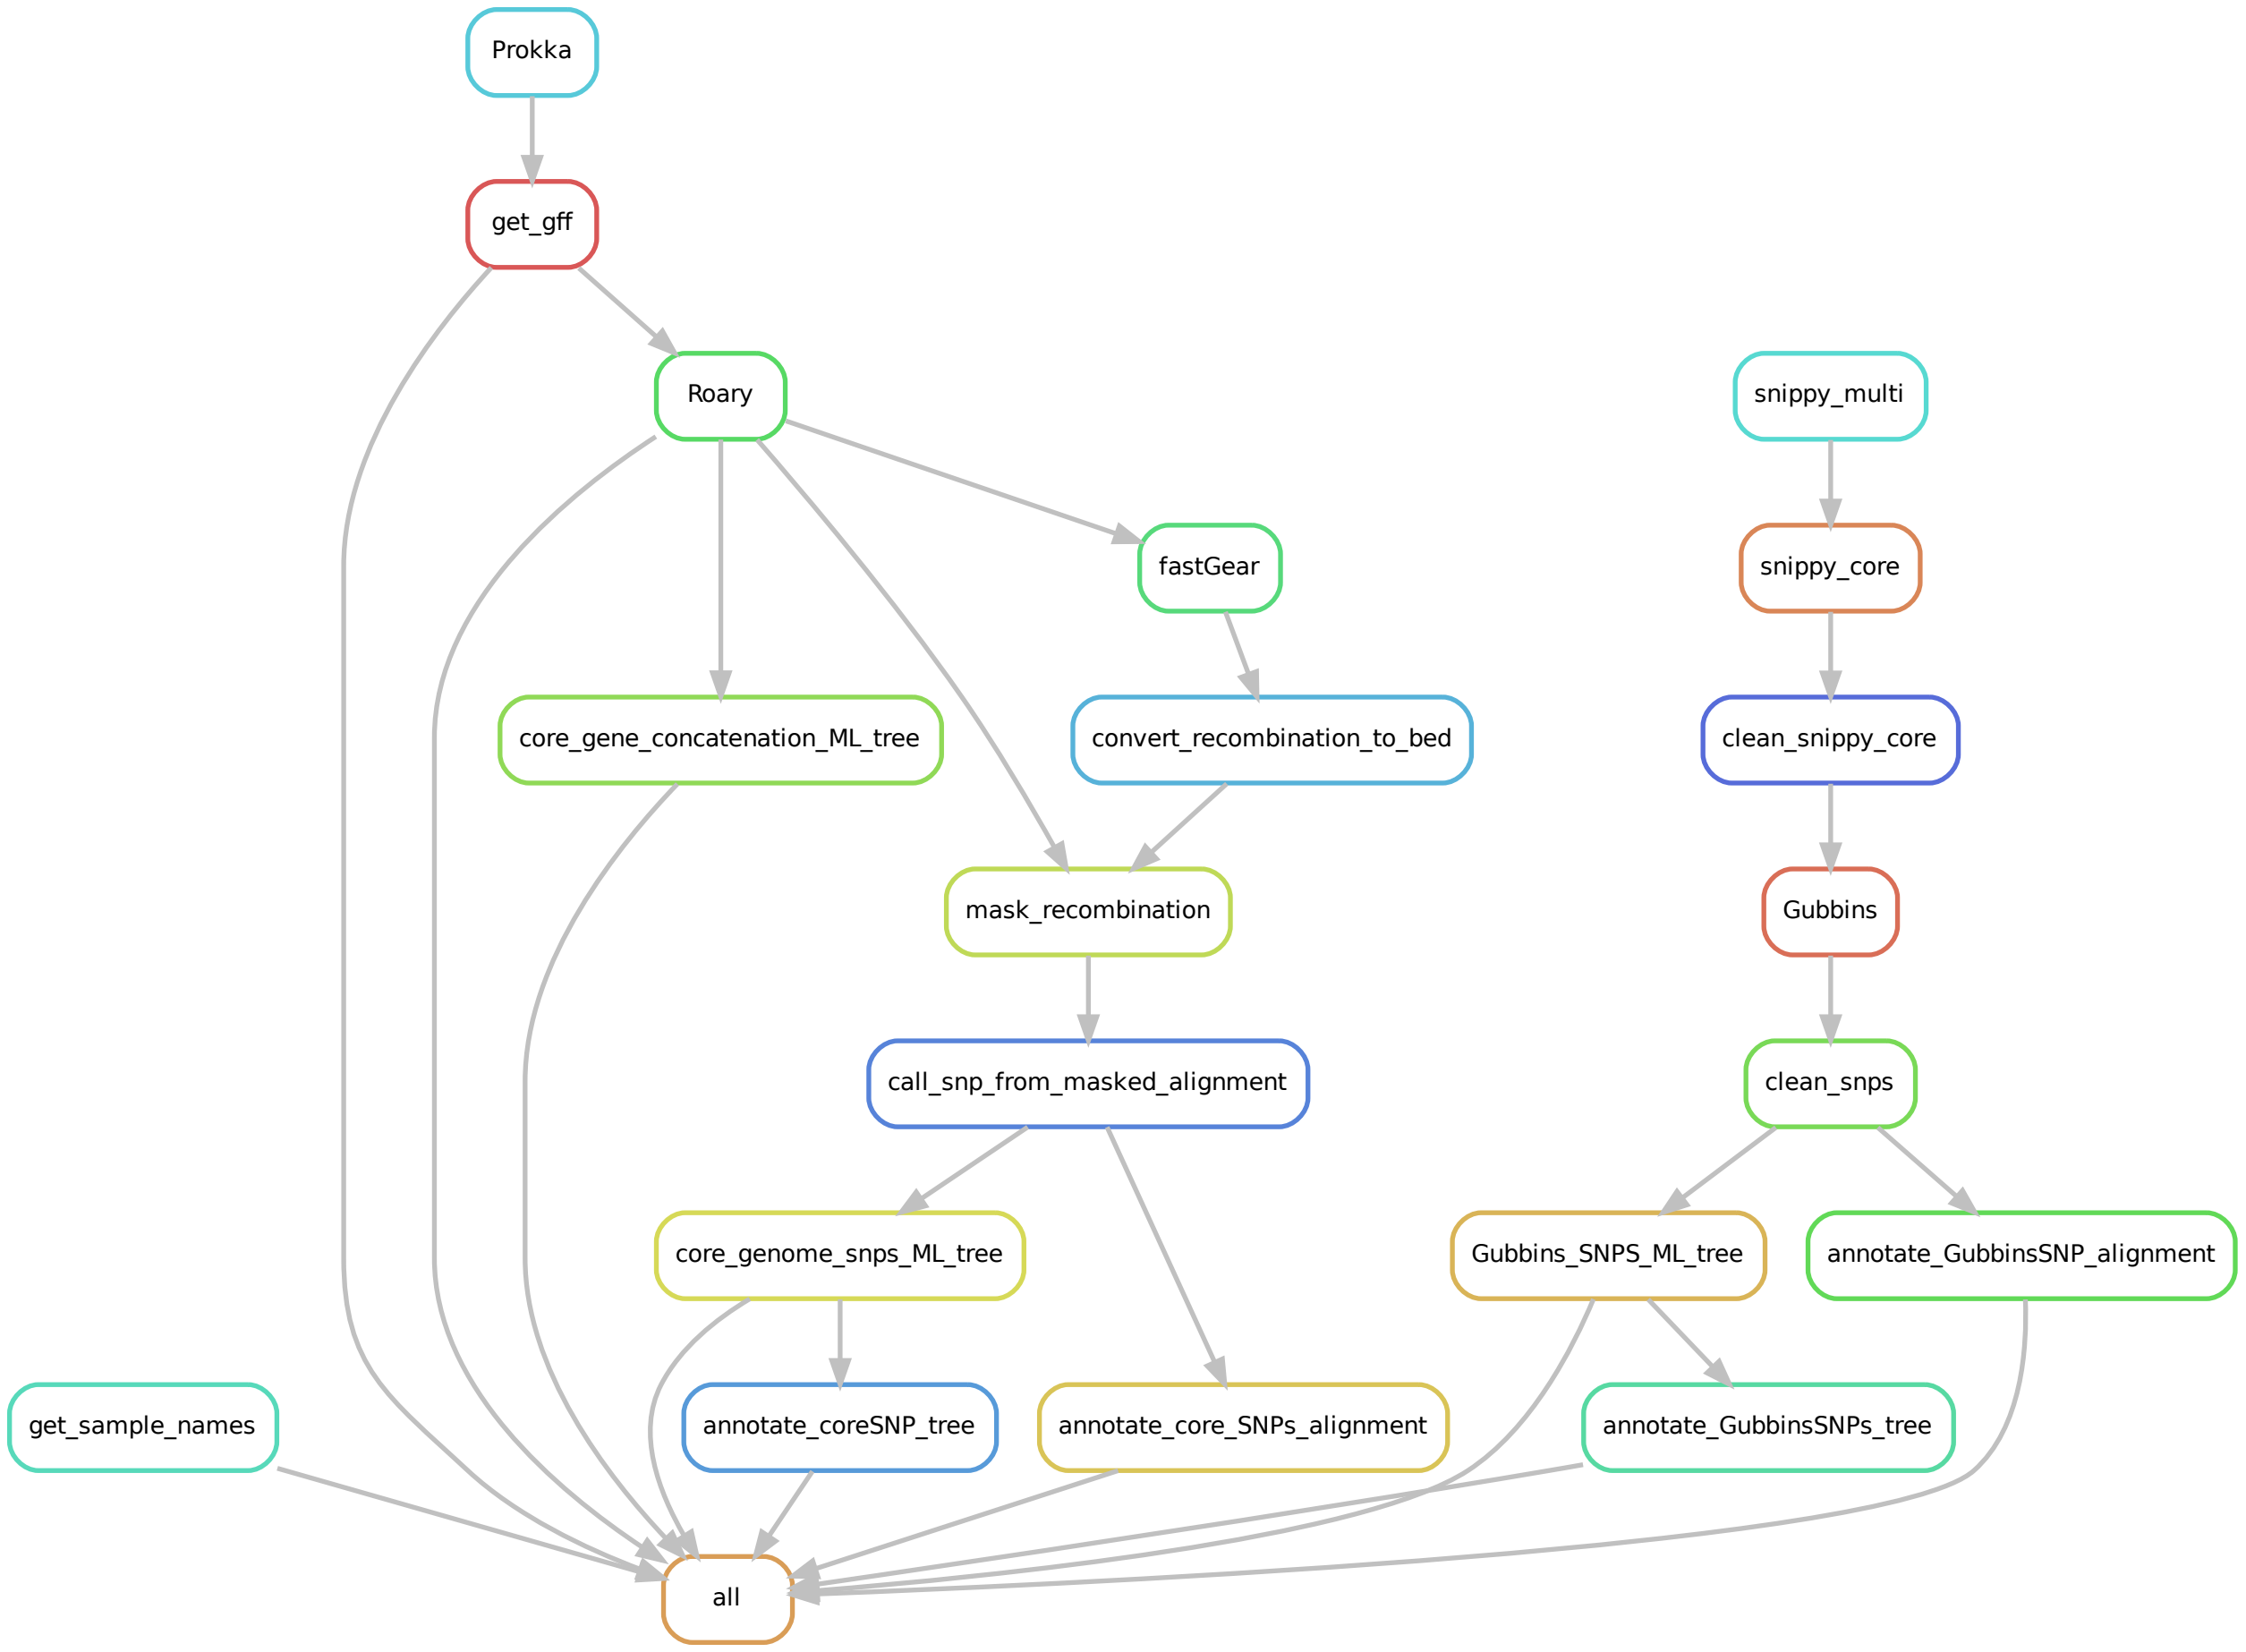 Prokka
get_gff
Roary
snippy_multi
fastGear
snippy_core
core_gene_concatenation_ML_tree
convert_recombination_to_bed
clean_snippy_core
mask_recombination
Gubbins
call_snp_from_masked_alignment
clean_snps
core_genome_snps_ML_tree
Gubbins_SNPS_ML_tree
annotate_GubbinsSNP_alignment
get_sample_names
annotate_coreSNP_tree
annotate_core_SNPs_alignment
annotate_GubbinsSNPs_tree
all